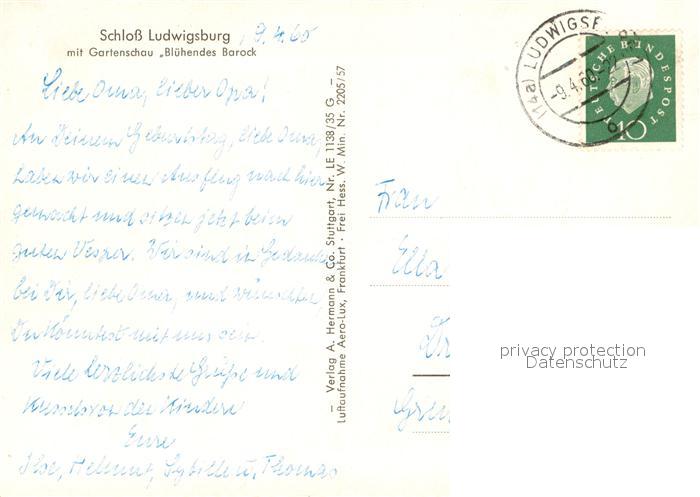 Schloß Ludwigsburg
mit Gartenschau „Blühendes Barock
9.4.60
Liebe Oma, lieber Opa!
An Deinem Geburtstag, liebe Oma,
haben wir einen Ausflug nach hier
gemacht und sitzen jetzt beim
guten Vesper. Wir sind in Gedanken
bei Dir, liebe Oma, und wünschten,
Du könntest mit uns sein.
Viele herzlichste Grüße und
der Kinder
Eure
Ilse, Helmut, Sybille u. Thomas
– Verlag A. Hermann & Co. Stuttgart, Nr. LE 1138/35 G –
Luftaufnahme Aero-Lux, Frankfurt · Frei Hess. W. Min. Nr. 2205/57
(14a) LUDWIGSB
-9.4.60
DEUTSCHE BUNDESPOST
10
Frau
Ella
privacy protection
Datenschutz